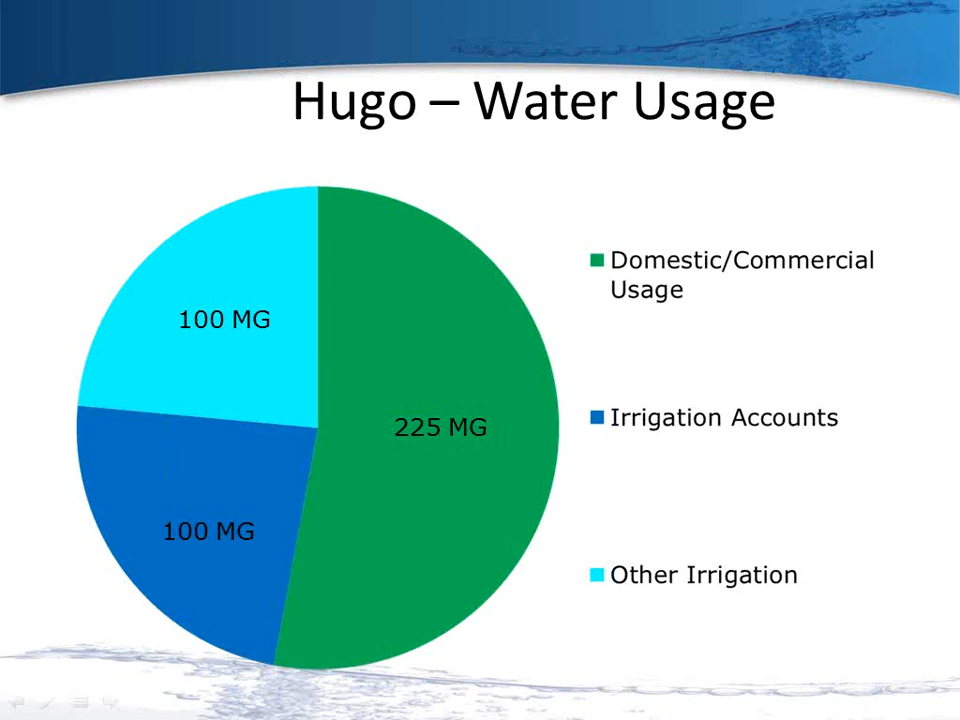 Hugo – Water Usage
Domestic/Commercial
Usage
100 MG
225 MG
Irrigation Accounts
100 MG
Other Irrigation